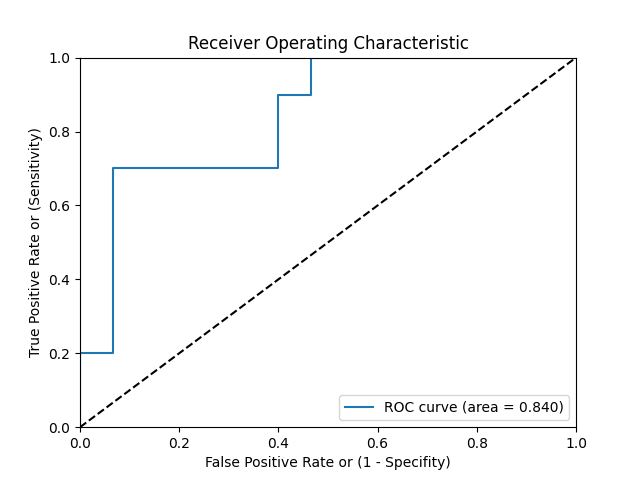 Receiver Operating Characteristic
1.0
0.8
0.6
0.4
0.2
0.0
True Positive Rate or (Sensitivity)
ROC curve (area = 0.840)
0.0 0.2 0.4 0.6 0.8 1.0
False Positive Rate or (1 - Specifity)